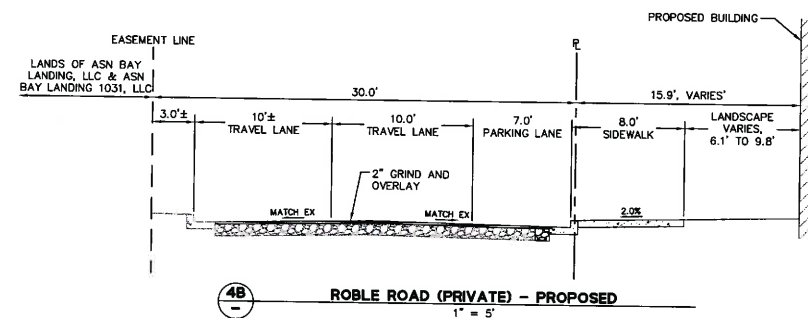 PROPOSED BUILDING
EASEMENT LINE
PL
LANDS OF ASN BAY
LANDING, LLC & ASN
BAY LANDING 1031, LLC
30.0'
15.9', VARIES'
3.0'±
10'±
TRAVEL LANE
10.0'
TRAVEL LANE
7.0'
PARKING LANE
8.0'
SIDEWALK
LANDSCAPE
VARIES,
6.1' TO 9.8'
2" GRIND AND
OVERLAY
MATCH EX
MATCH EX
2.0%
4B
–
ROBLE ROAD (PRIVATE) – PROPOSED
1" = 5'